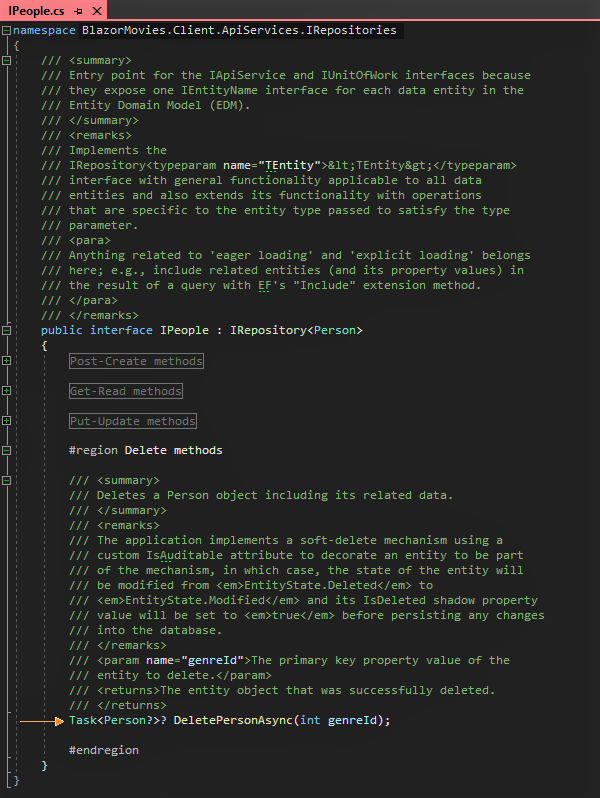 IPeople.cs
namespace BlazorMovies.Client.ApiServices.IRepositories
{
/// <summary>
/// Entry point for the IApiService and IUnitOfWork interfaces because
/// they expose one IEntityName interface for each data entity in the
/// Entity Domain Model (EDM).
/// </summary>
/// <remarks>
/// Implements the
/// IRepository<typeparam name="TEntity">&lt;TEntity&gt;</typeparam>
/// interface with general functionality applicable to all data
/// entities and also extends its functionality with operations
/// that are specific to the entity type passed to satisfy the type
/// parameter.
/// <para>
/// Anything related to 'eager loading' and 'explicit loading' belongs
/// here; e.g., include related entities (and its property values) in
/// the result of a query with EF's "Include" extension method.
/// </para>
/// </remarks>
public interface IPeople : IRepository<Person>
{
Post-Create methods
Get-Read methods
Put-Update methods
#region Delete methods
/// <summary>
/// Deletes a Person object including its related data.
/// </summary>
/// <remarks>
/// The application implements a soft-delete mechanism using a
/// custom IsAuditable attribute to decorate an entity to be part
/// of the mechanism, in which case, the state of the entity will
/// be modified from <em>EntityState.Deleted</em> to
/// <em>EntityState.Modified</em> and its IsDeleted shadow property
/// value will be set to <em>true</em> before persisting any changes
/// into the database.
/// </remarks>
/// <param name="genreId">The primary key property value of the
/// entity to delete.</param>
/// <returns>The entity object that was successfully deleted.
/// </returns>
Task<Person?>? DeletePersonAsync(int genreId);
#endregion
}
}